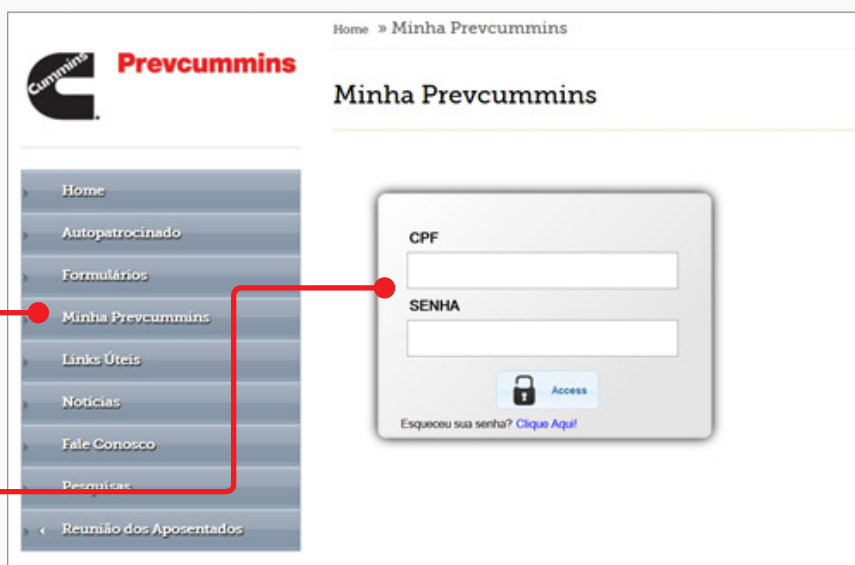 Home » Minha Prevcummins
Cummins
Prevcummins
Minha Prevcummins
Home
Autopatrocinado
Formulários
Minha Prevcummins
Links Úteis
Notícias
Fale Conosco
Pesquisas
Reunião dos Aposentados
CPF
SENHA
Access
Esqueceu sua senha? Clique Aqui!